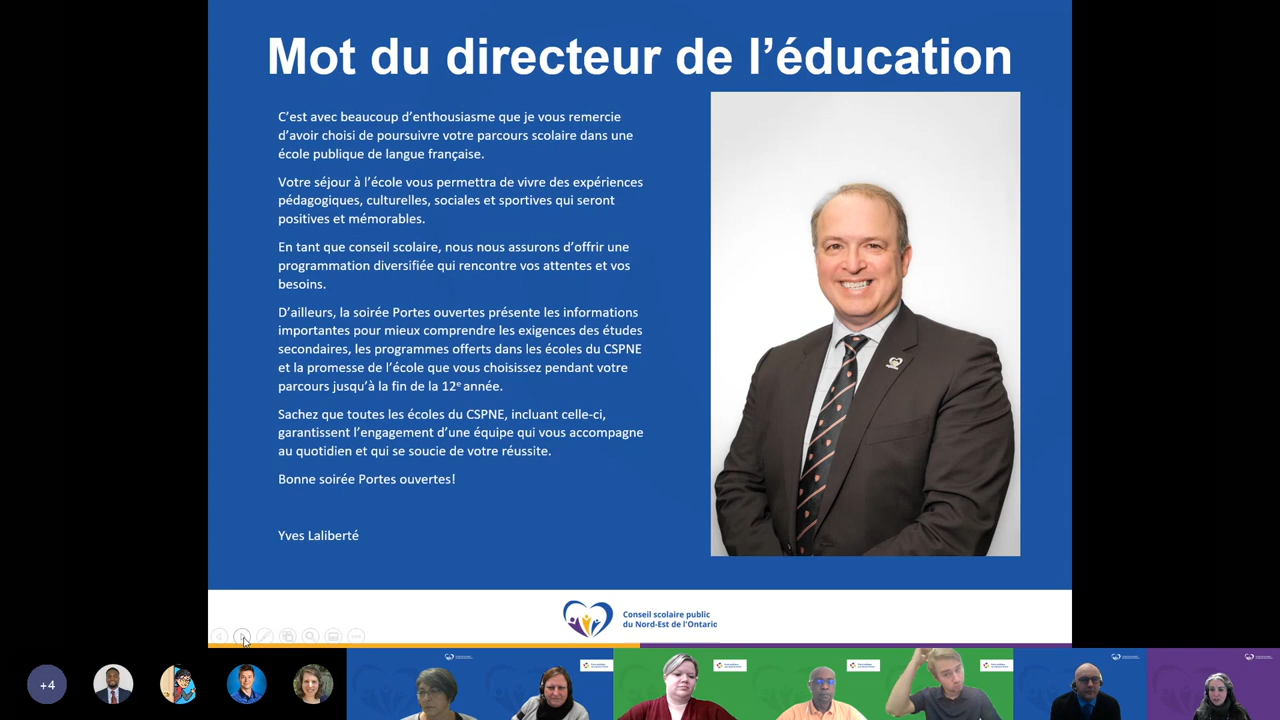 Mot du directeur de l’éducation
C’est avec beaucoup d’enthousiasme que je vous remercie
d’avoir choisi de poursuivre votre parcours scolaire dans une
école publique de langue française.
Votre séjour à l’école vous permettra de vivre des expériences
pédagogiques, culturelles, sociales et sportives qui seront
positives et mémorables.
En tant que conseil scolaire, nous nous assurons d’offrir une
programmation diversifiée qui rencontre vos attentes et vos
besoins.
D’ailleurs, la soirée Portes ouvertes présente les informations
importantes pour mieux comprendre les exigences des études
secondaires, les programmes offerts dans les écoles du CSPNE
et la promesse de l’école que vous choisissez pendant votre
parcours jusqu’à la fin de la 12e année.
Sachez que toutes les écoles du CSPNE, incluant celle-ci,
garantissent l’engagement d’une équipe qui vous accompagne
au quotidien et qui se soucie de votre réussite.
Bonne soirée Portes ouvertes!
Yves Laliberté
Conseil scolaire public
du Nord-Est de l’Ontario
+4